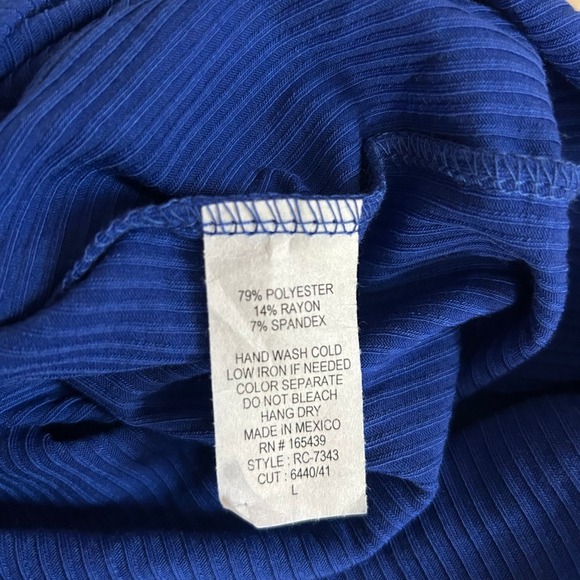 79% POLYESTER
14% RAYON
7% SPANDEX
HAND WASH COLD
LOW IRON IF NEEDED
COLOR SEPARATE
DO NOT BLEACH
HANG DRY
MADE IN MEXICO
RN # 165439
STYLE : RC-7343
CUT : 6440/41
L